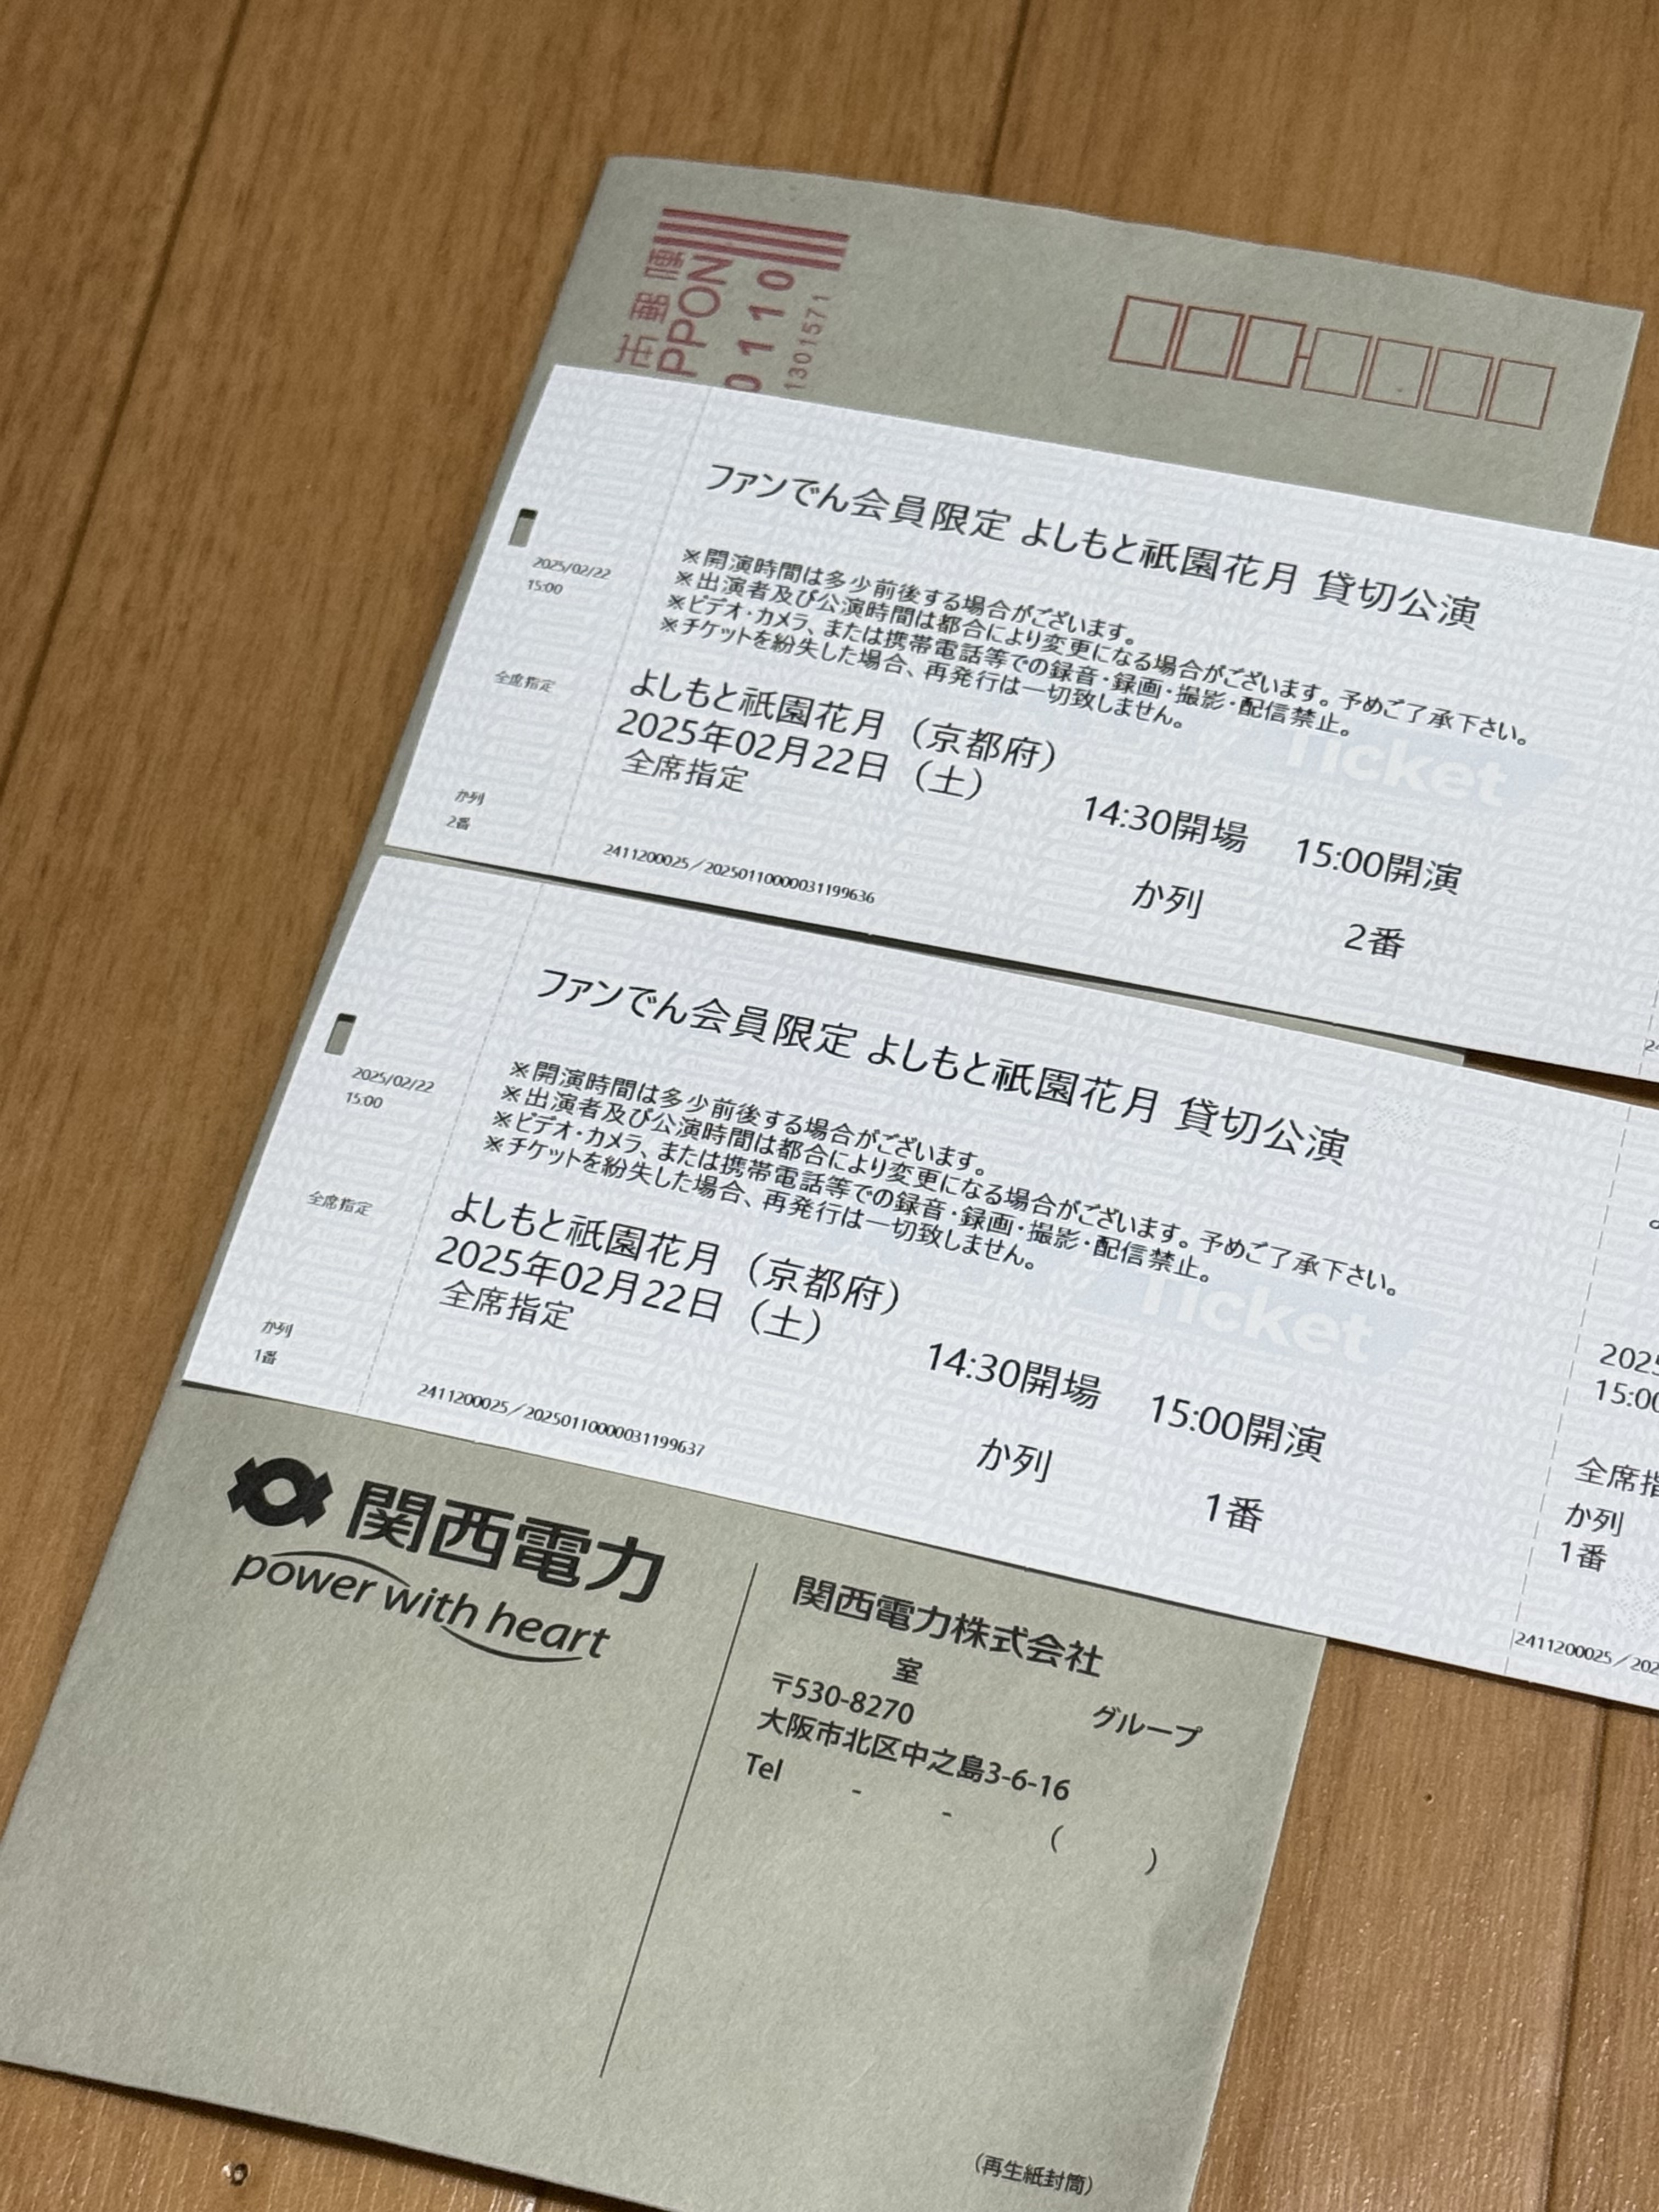 市郵便
PPON
0110
1301571
ファンでん会員限定 よしもと祇園花月 貸切公演
※開演時間は多少前後する場合がございます。
※出演者及び公演時間は都合により変更になる場合がございます。予めご了承下さい。
※ビデオ・カメラ、または携帯電話等での録音・録画・撮影・配信禁止。
※チケットを紛失した場合、再発行は一切致しません。
よしもと祇園花月（京都府）
2025年02月22日（土）
14:30開場 15:00開演
全席指定
か列 2番
2411200025／20250110000031199636
2025/02/22
15:00
全席指定
か列
2番
Ticket
ファンでん会員限定 よしもと祇園花月 貸切公演
※開演時間は多少前後する場合がございます。
※出演者及び公演時間は都合により変更になる場合がございます。予めご了承下さい。
※ビデオ・カメラ、または携帯電話等での録音・録画・撮影・配信禁止。
※チケットを紛失した場合、再発行は一切致しません。
よしもと祇園花月（京都府）
2025年02月22日（土）
14:30開場 15:00開演
全席指定
か列 1番
2411200025／20250110000031199637
2025/02/22
15:00
全席指定
か列
1番
Ticket
2025
15:00
全席指
か列
1番
2411200025／202
関西電力
power with heart
関西電力株式会社
室 グループ
〒530-8270
大阪市北区中之島3-6-16
Tel - -
( )
（再生紙封筒）